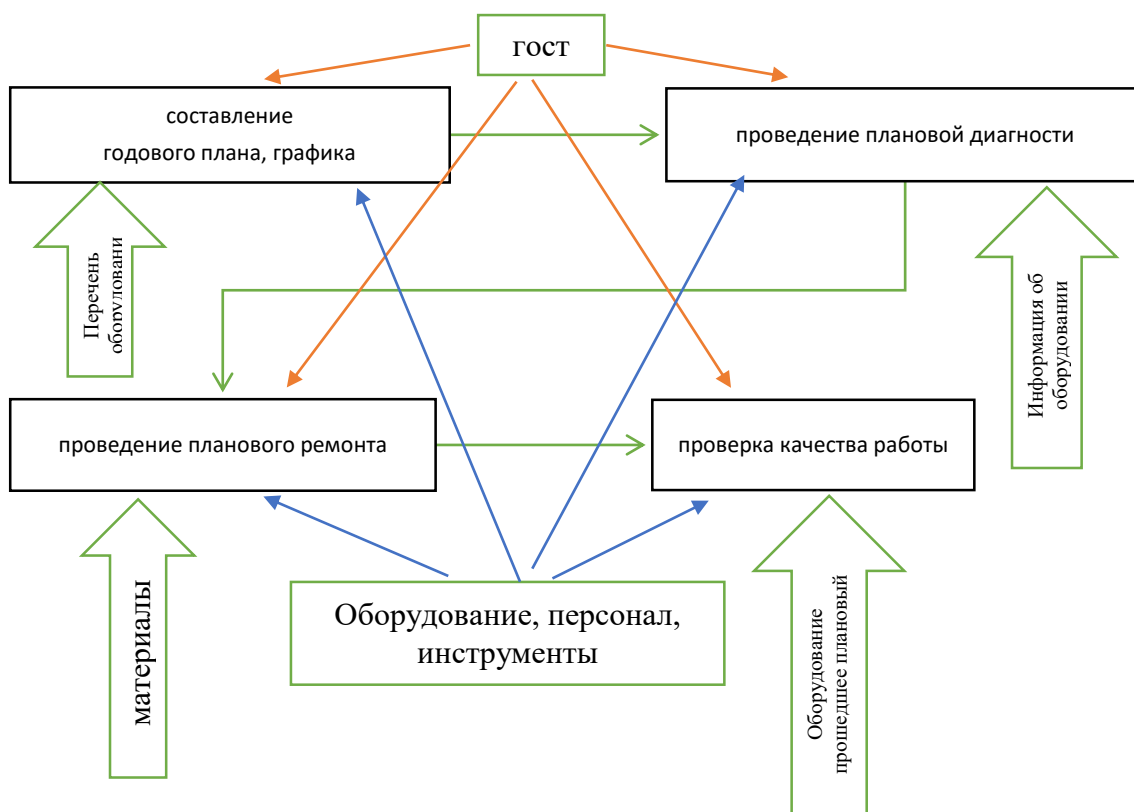 гост
составление
годового плана, графика
проведение плановой диагности
Перечень
оборудовани
Информация об
оборудовании
проведение планового ремонта
проверка качества работы
материалы
Оборудование, персонал,
инструменты
Оборудование
прошедшее плановый